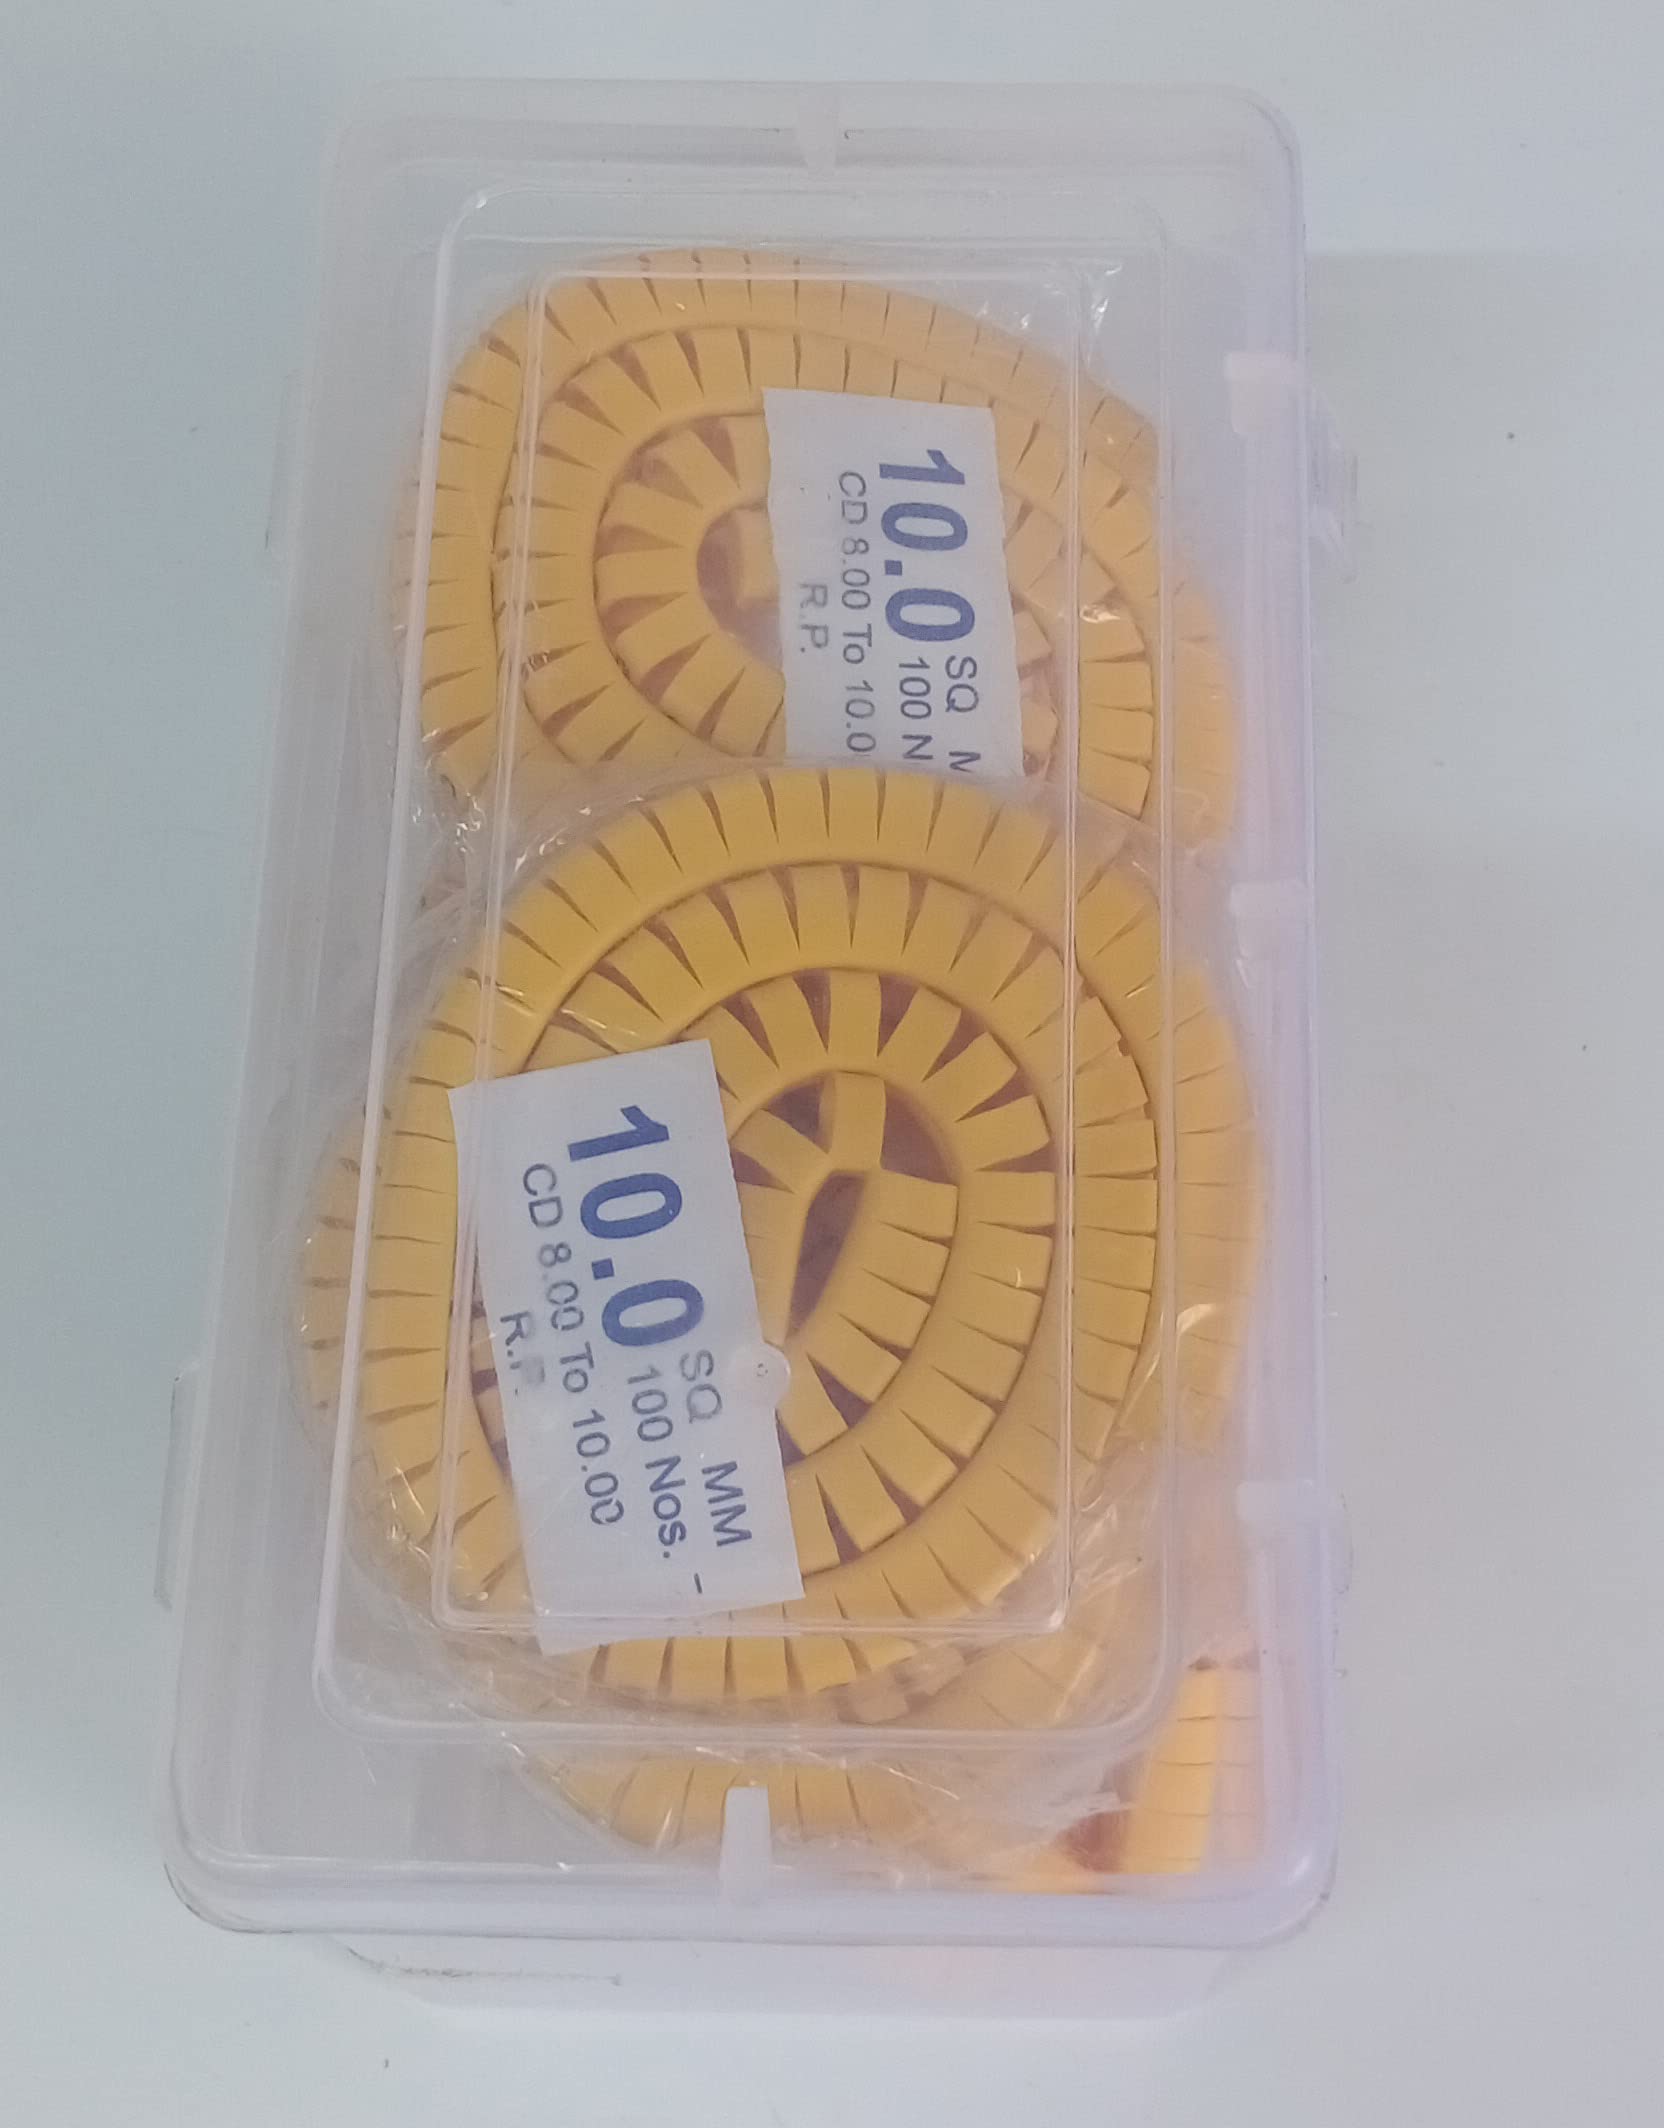 10.0 SQ M
100 N
CD 8.00 To 10.0
R.P.
10.0 SQ MM
100 Nos. -
CD 8.00 To 10.00
R.P.